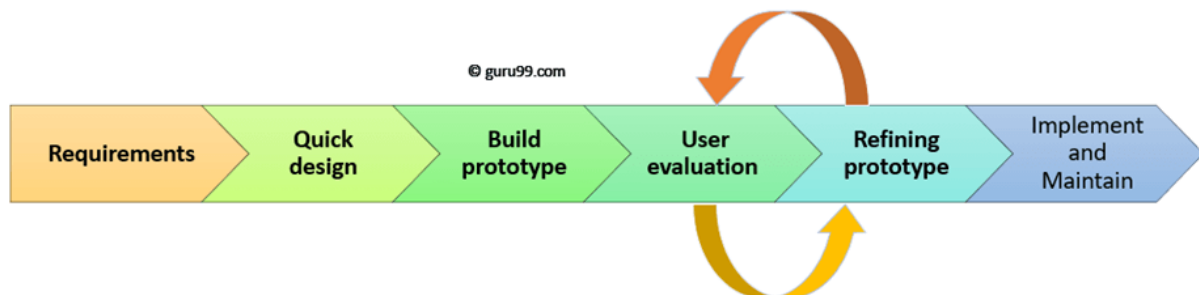 © guru99.com
Requirements
Quick
design
Build
prototype
User
evaluation
Refining
prototype
Implement
and
Maintain